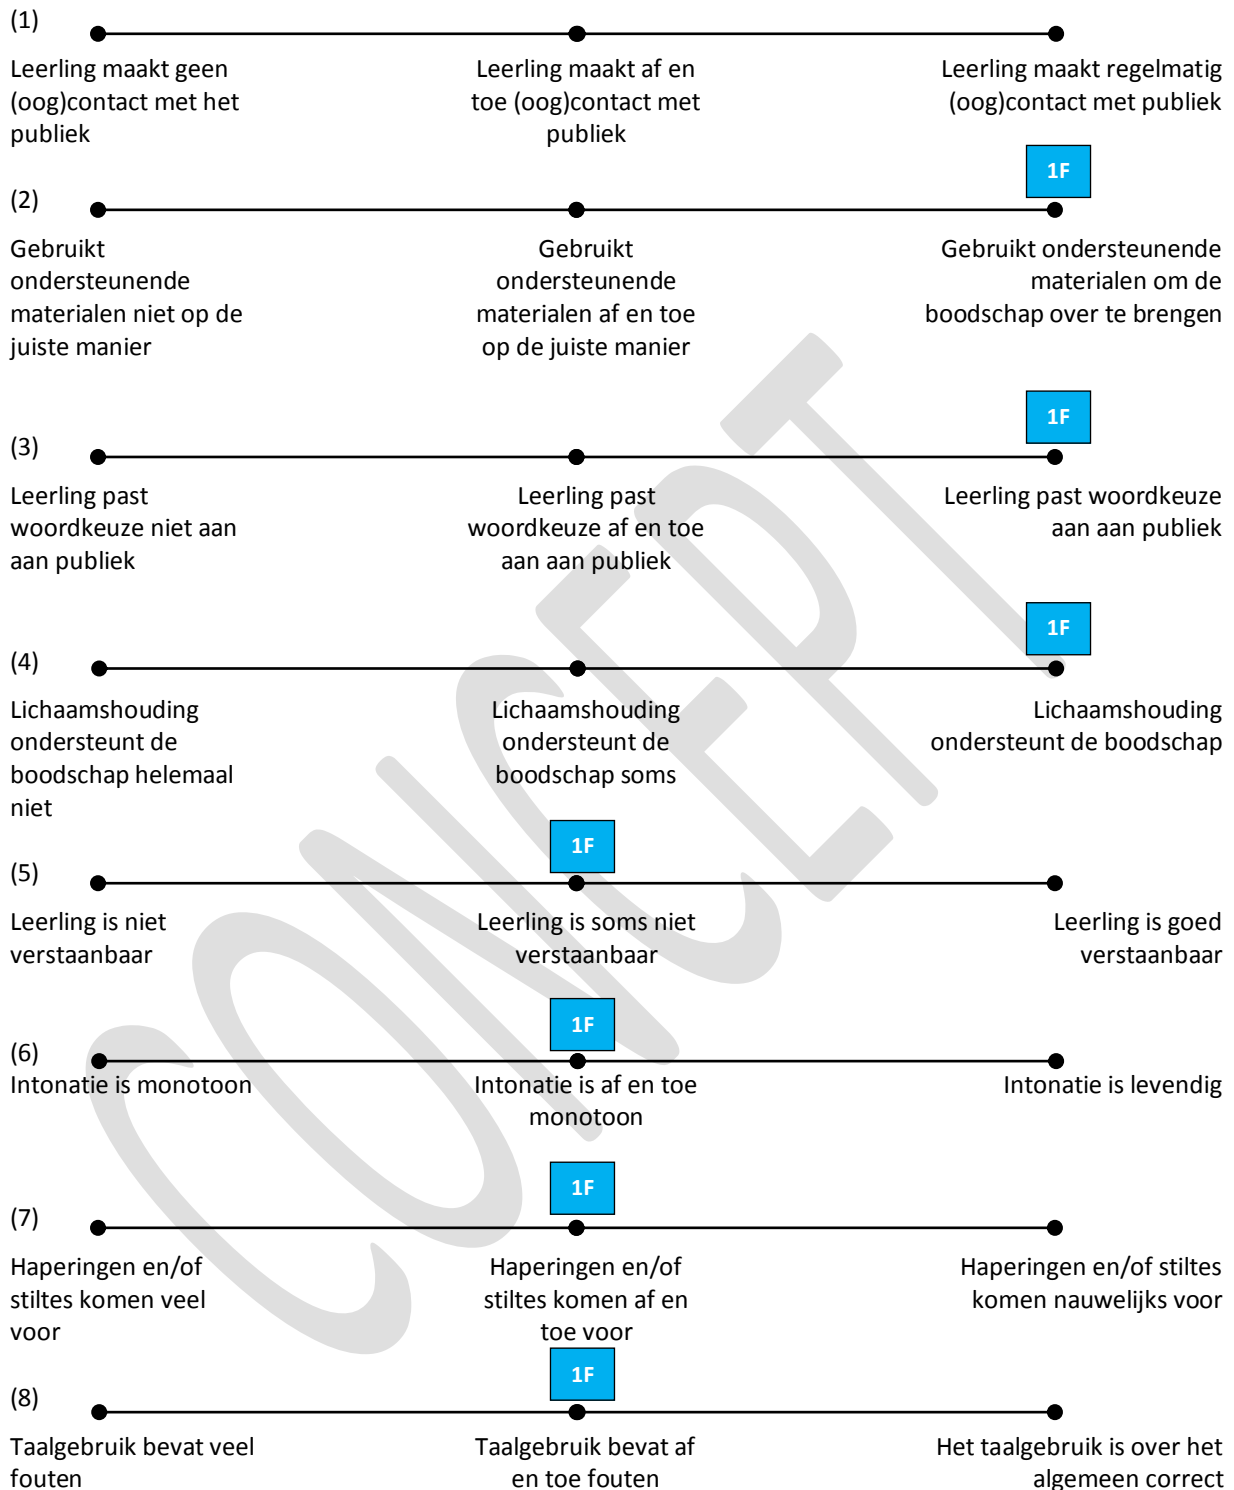 (1)
Leerling maakt geen
(oog)contact met het
publiek
Leerling maakt af en
toe (oog)contact met
publiek
Leerling maakt regelmatig
(oog)contact met publiek
1F
(2)
Gebruikt
ondersteunende
materialen niet op de
juiste manier
Gebruikt
ondersteunende
materialen af en toe
op de juiste manier
Gebruikt ondersteunende
materialen om de
boodschap over te brengen
1F
(3)
Leerling past
woordkeuze niet aan
aan publiek
Leerling past
woordkeuze af en toe
aan aan publiek
Leerling past woordkeuze
aan aan publiek
1F
(4)
Lichaamshouding
ondersteunt de
boodschap helemaal
niet
Lichaamshouding
ondersteunt de
boodschap soms
Lichaamshouding
ondersteunt de boodschap
1F
(5)
Leerling is niet
verstaanbaar
Leerling is soms niet
verstaanbaar
Leerling is goed
verstaanbaar
1F
(6)
Intonatie is monotoon
Intonatie is af en toe
monotoon
Intonatie is levendig
1F
(7)
Haperingen en/of
stiltes komen veel
voor
Haperingen en/of
stiltes komen af en
toe voor
Haperingen en/of stiltes
komen nauwelijks voor
1F
(8)
Taalgebruik bevat veel
fouten
Taalgebruik bevat af
en toe fouten
Het taalgebruik is over het
algemeen correct
CONCEPT